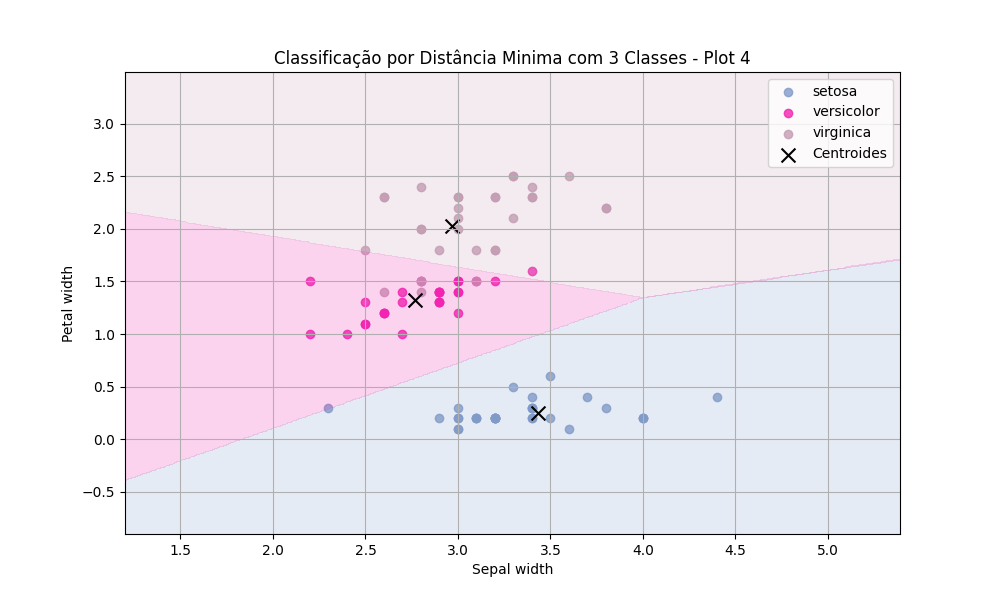 Classificação por Distância Minima com 3 Classes - Plot 4
setosa
versicolor
virginica
Centroides
Petal width
3.0
2.5
2.0
1.5
1.0
0.5
0.0
−0.5
1.5
2.0
2.5
3.0
3.5
4.0
4.5
5.0
Sepal width